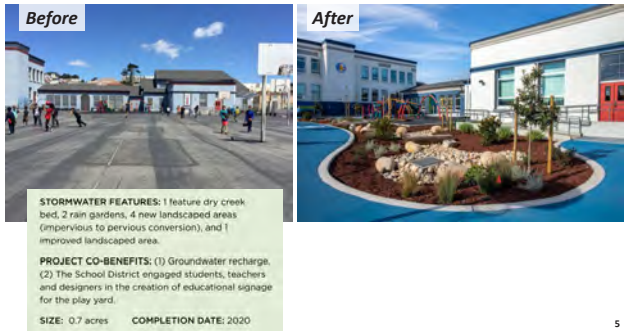 Before
After
STORMWATER FEATURES: 1 feature dry creek
bed, 2 rain gardens, 4 new landscaped areas
(impervious to pervious conversion), and 1
improved landscaped area.
PROJECT CO-BENEFITS: (1) Groundwater recharge.
(2) The School District engaged students, teachers
and designers in the creation of educational signage
for the play yard.
SIZE: 0.7 acres COMPLETION DATE: 2020
5